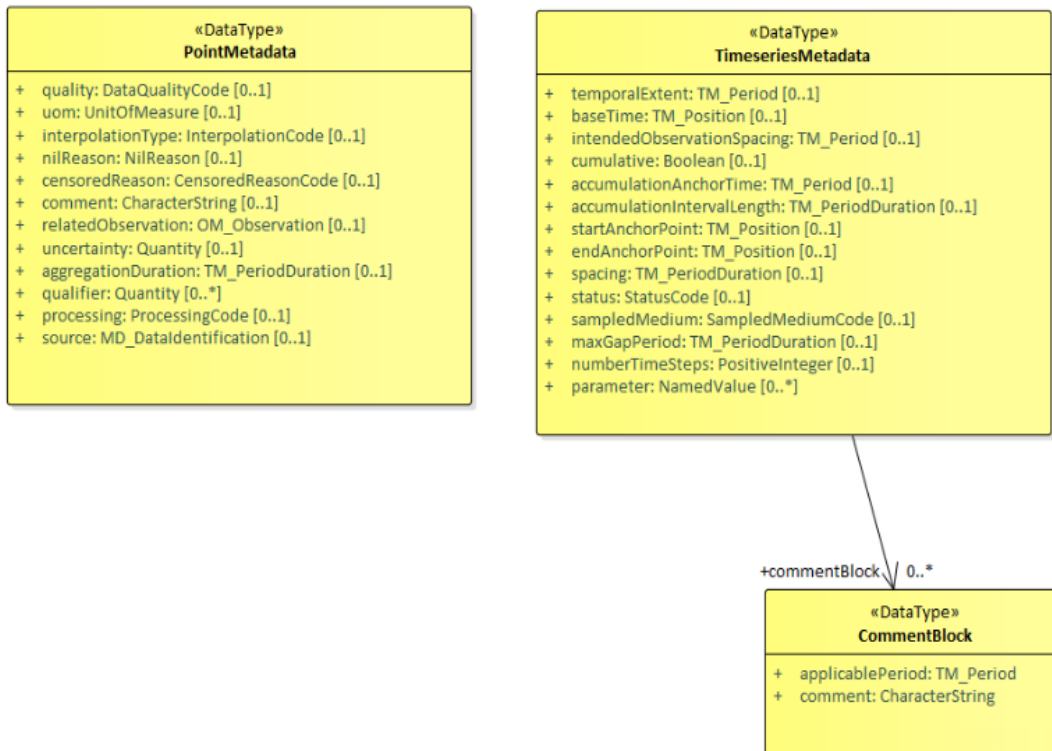 «DataType»
PointMetadata
+ quality: DataQualityCode [0..1]
+ uom: UnitOfMeasure [0..1]
+ interpolationType: InterpolationCode [0..1]
+ nilReason: NilReason [0..1]
+ censoredReason: CensoredReasonCode [0..1]
+ comment: CharacterString [0..1]
+ relatedObservation: OM_Observation [0..1]
+ uncertainty: Quantity [0..1]
+ aggregationDuration: TM_PeriodDuration [0..1]
+ qualifier: Quantity [0..*]
+ processing: ProcessingCode [0..1]
+ source: MD_DataIdentification [0..1]
«DataType»
TimeseriesMetadata
+ temporalExtent: TM_Period [0..1]
+ baseTime: TM_Position [0..1]
+ intendedObservationSpacing: TM_Period [0..1]
+ cumulative: Boolean [0..1]
+ accumulationAnchorTime: TM_Period [0..1]
+ accumulationIntervalLength: TM_PeriodDuration [0..1]
+ startAnchorPoint: TM_Position [0..1]
+ endAnchorPoint: TM_Position [0..1]
+ spacing: TM_PeriodDuration [0..1]
+ status: StatusCode [0..1]
+ sampledMedium: SampledMediumCode [0..1]
+ maxGapPeriod: TM_PeriodDuration [0..1]
+ numberTimeSteps: PositiveInteger [0..1]
+ parameter: NamedValue [0..*]
+commentBlock 0..*
«DataType»
CommentBlock
+ applicablePeriod: TM_Period
+ comment: CharacterString